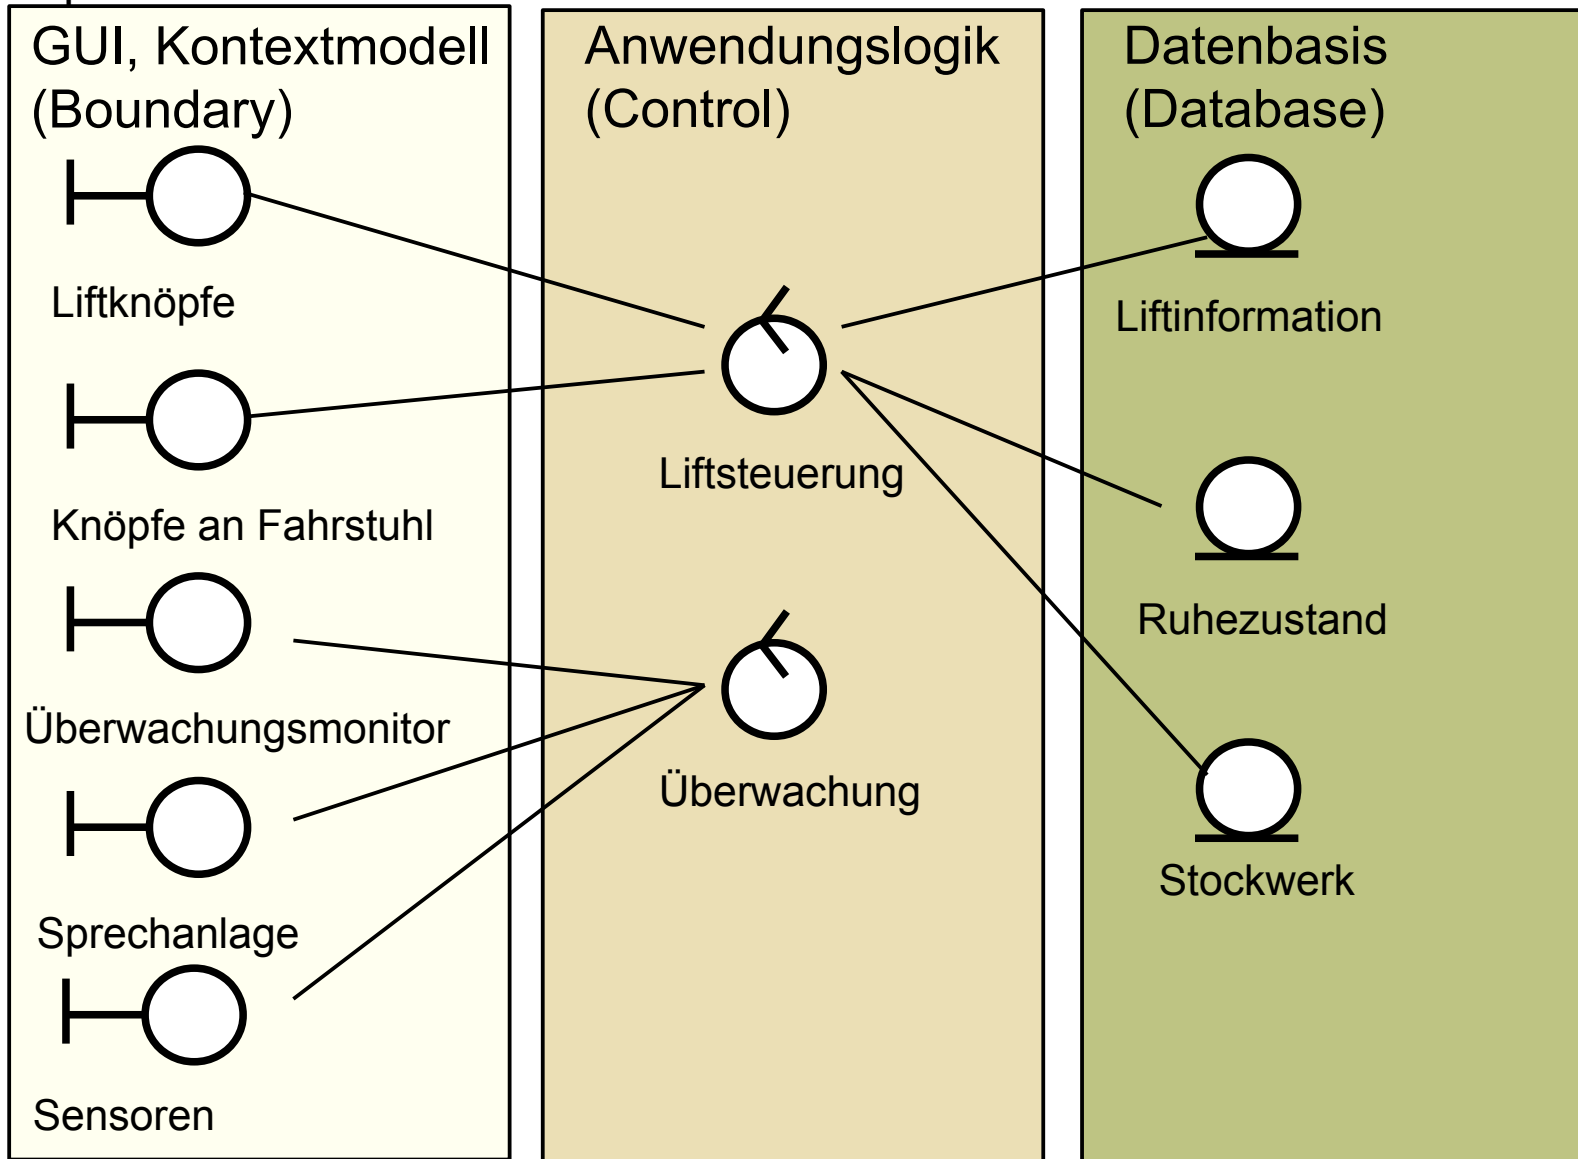 GUI, Kontextmodell
(Boundary)
Liftknöpfe
Knöpfe an Fahrstuhl
Überwachungsmonitor
Sprechanlage
Sensoren
Anwendungslogik
(Control)
Liftsteuerung
Überwachung
Datenbasis
(Database)
Liftinformation
Ruhezustand
Stockwerk